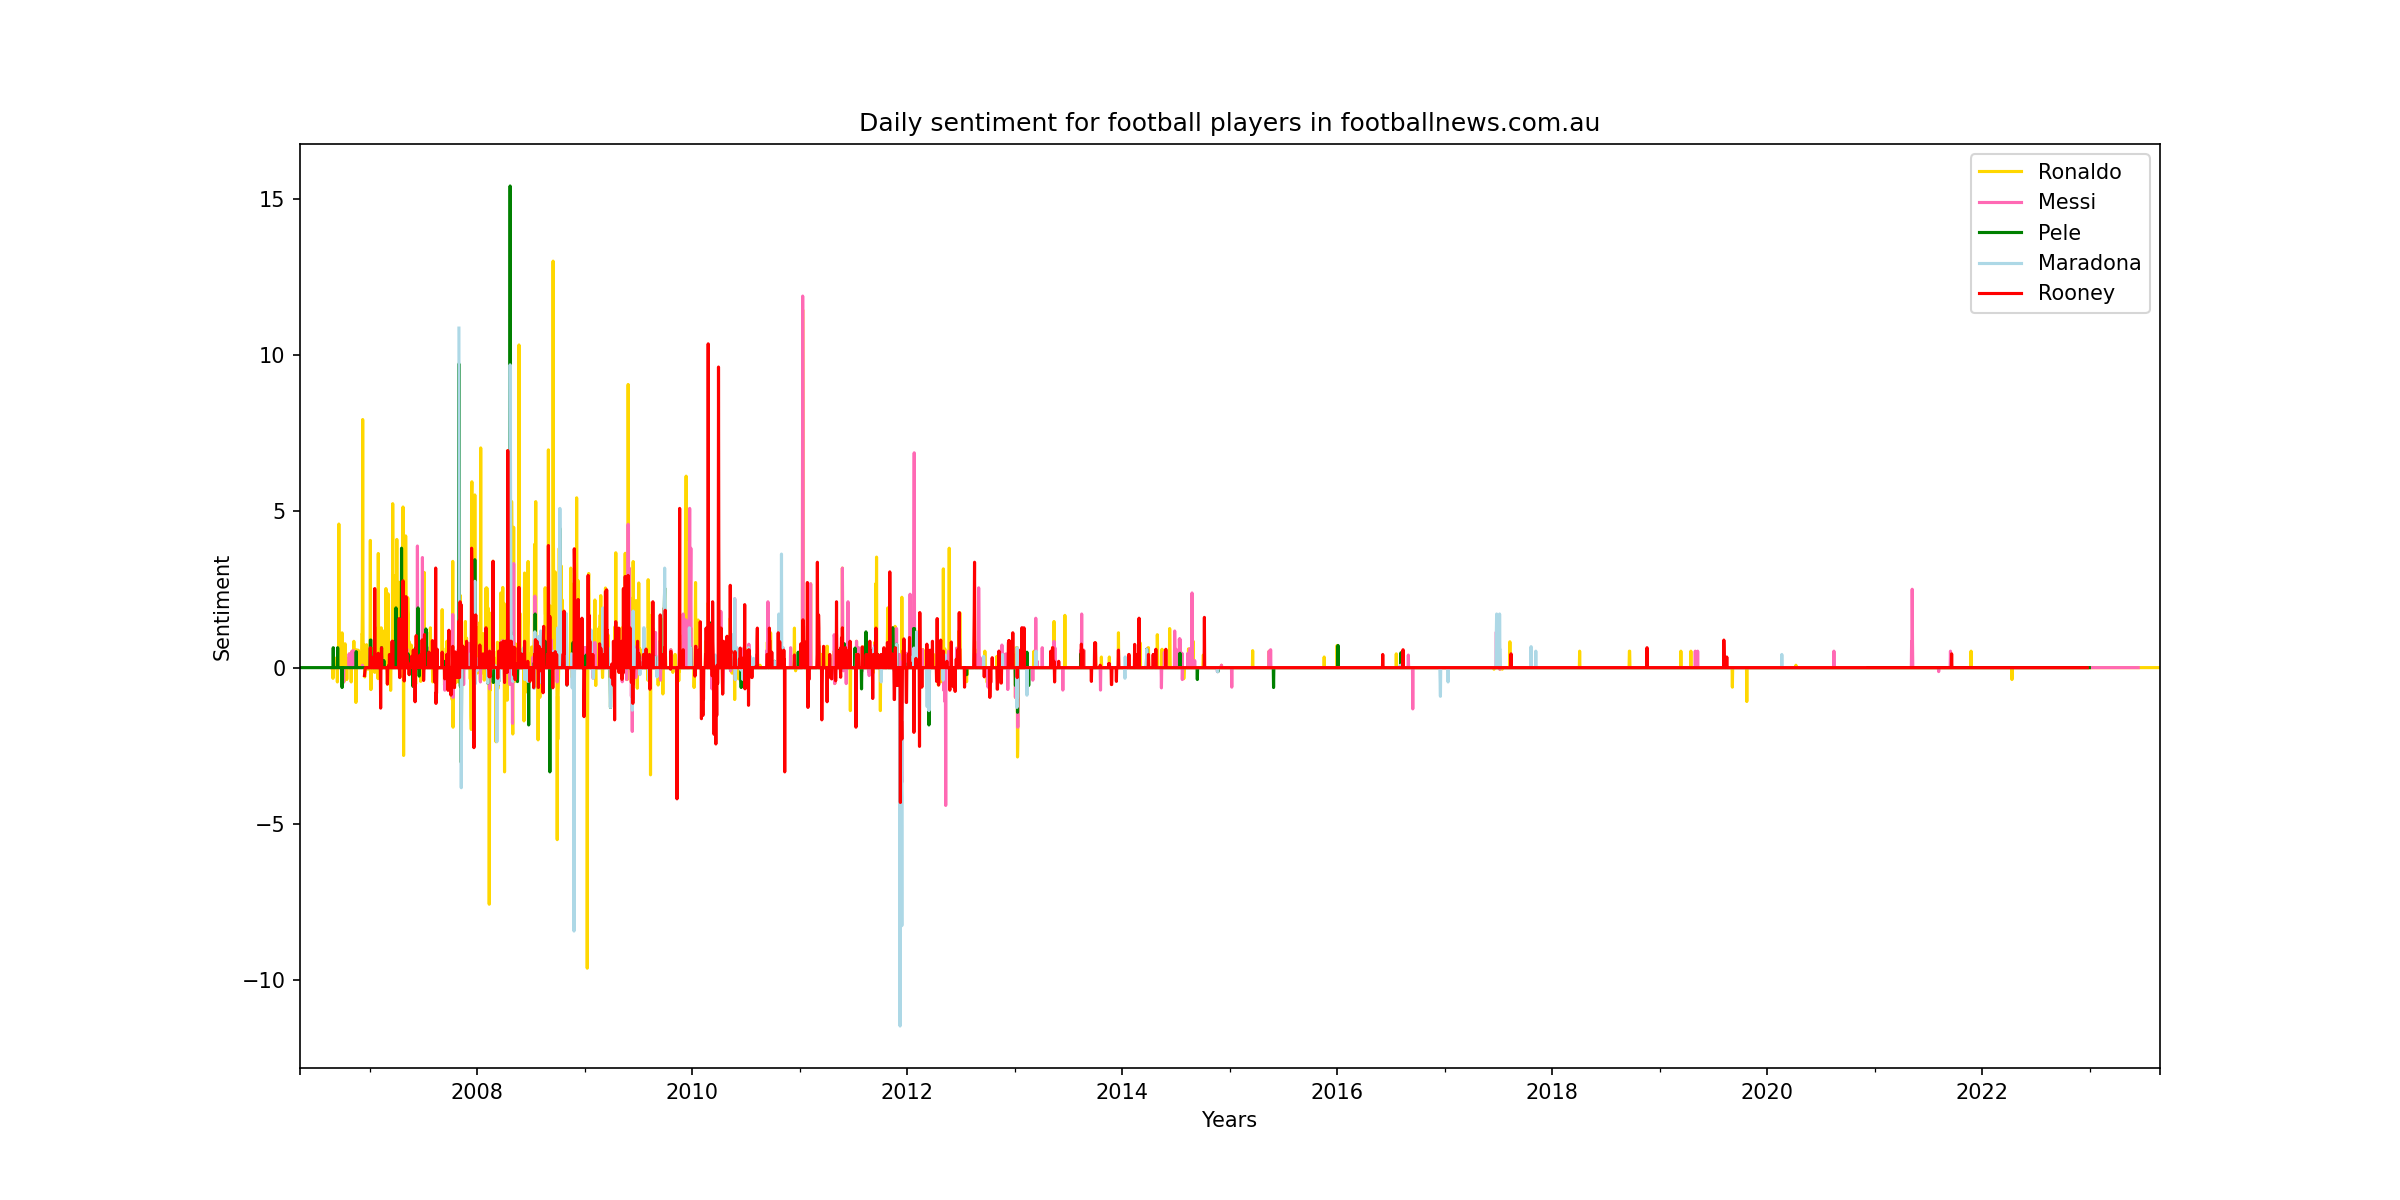 Daily sentiment for football players in footballnews.com.au
Ronaldo
Messi
Pele
Maradona
Rooney
15
10
5
0
−5
−10
Sentiment
2008 2010 2012 2014 2016 2018 2020 2022
Years